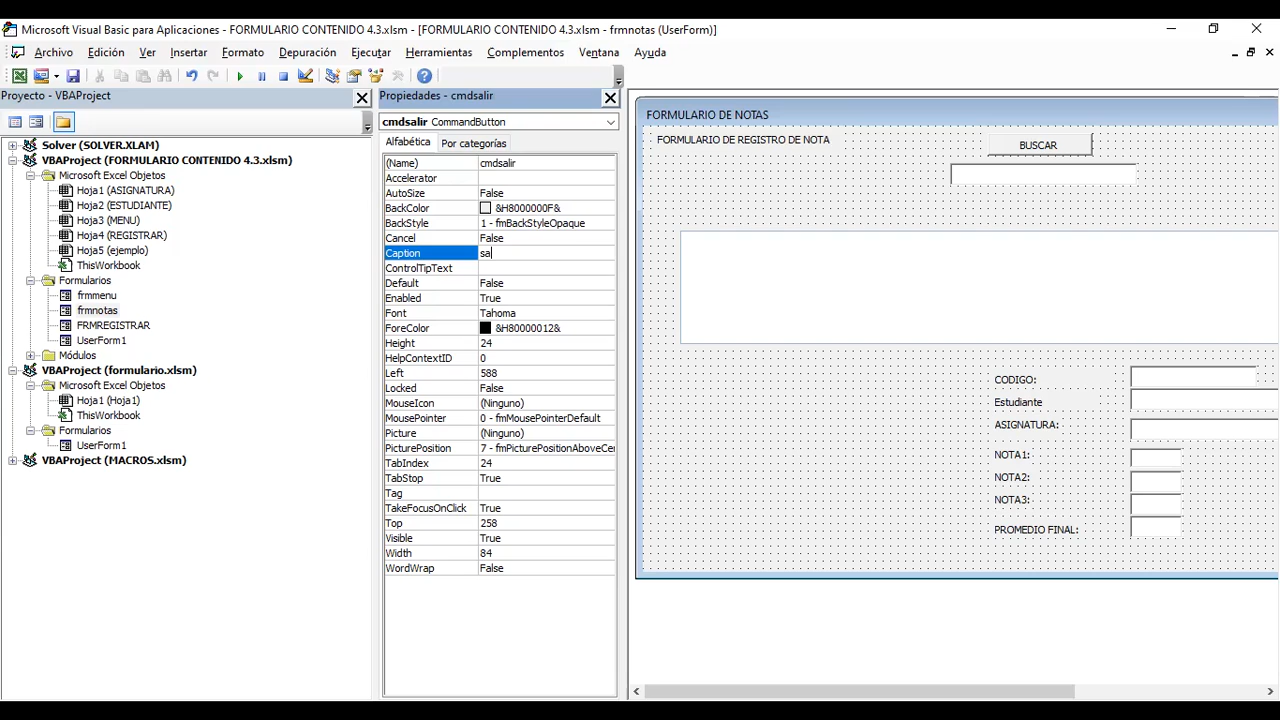 Microsoft Visual Basic para Aplicaciones - FORMULARIO CONTENIDO 4.3.xlsm - [FORMULARIO CONTENIDO 4.3.xlsm - frmnotas (UserForm)]
Archivo Edición Ver Insertar Formato Depuración Ejecutar Herramientas Complementos Ventana Ayuda
Proyecto - VBAProject
Solver (SOLVER.XLAM)
VBAProject (FORMULARIO CONTENIDO 4.3.xlsm)
Microsoft Excel Objetos
Hoja1 (ASIGNATURA)
Hoja2 (ESTUDIANTE)
Hoja3 (MENU)
Hoja4 (REGISTRAR)
Hoja5 (ejemplo)
ThisWorkbook
Formularios
frmmenu
frmnotas
FRMREGISTRAR
UserForm1
Módulos
VBAProject (formulario.xlsm)
Microsoft Excel Objetos
Hoja1 (Hoja1)
ThisWorkbook
Formularios
UserForm1
VBAProject (MACROS.xlsm)
Propiedades - cmdsalir
cmdsalir CommandButton
Alfabética Por categorías
(Name) cmdsalir
Accelerator
AutoSize False
BackColor &H8000000F&
BackStyle 1 - fmBackStyleOpaque
Cancel False
Caption sa
ControlTipText
Default False
Enabled True
Font Tahoma
ForeColor &H80000012&
Height 24
HelpContextID 0
Left 588
Locked False
MouseIcon (Ninguno)
MousePointer 0 - fmMousePointerDefault
Picture (Ninguno)
PicturePosition 7 - fmPicturePositionAboveCer
TabIndex 24
TabStop True
Tag
TakeFocusOnClick True
Top 258
Visible True
Width 84
WordWrap False
FORMULARIO DE NOTAS
FORMULARIO DE REGISTRO DE NOTA
BUSCAR
CODIGO:
Estudiante
ASIGNATURA:
NOTA1:
NOTA2:
NOTA3:
PROMEDIO FINAL: